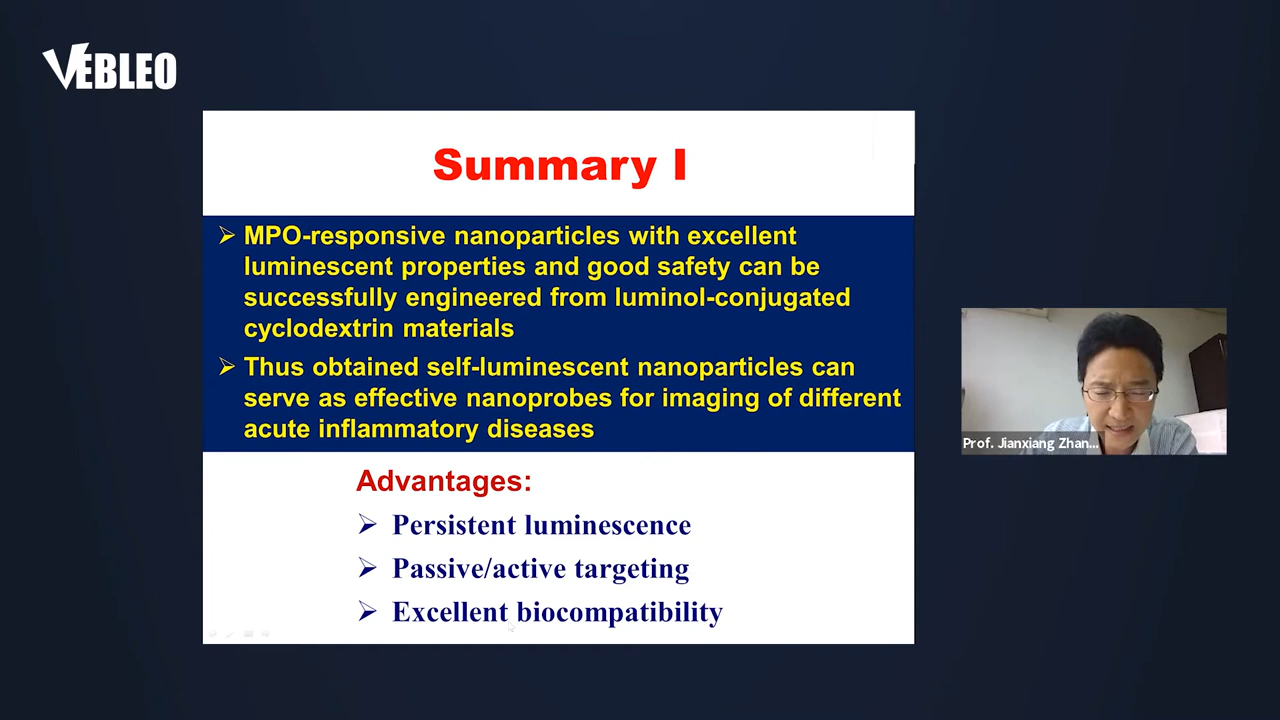 VEBLEO
Summary I
➢ MPO-responsive nanoparticles with excellent
luminescent properties and good safety can be
successfully engineered from luminol-conjugated
cyclodextrin materials
➢ Thus obtained self-luminescent nanoparticles can
serve as effective nanoprobes for imaging of different
acute inflammatory diseases
Advantages:
➢ Persistent luminescence
➢ Passive/active targeting
➢ Excellent biocompatibility
Prof. Jianxiang Zhan...